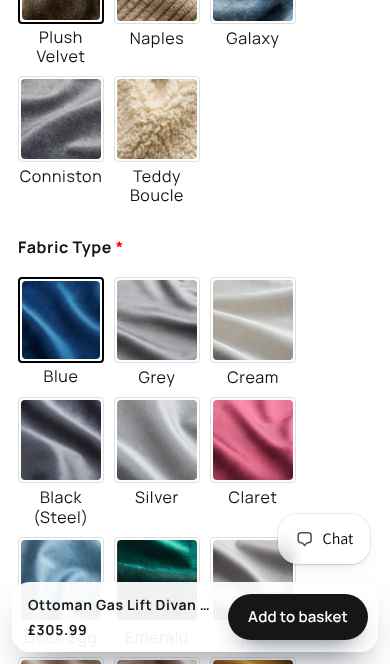 Plush
Velvet
Naples
Galaxy
Conniston
Teddy
Boucle
Fabric Type *
Blue
Grey
Cream
Black
(Steel)
Silver
Claret
Chat
Ottoman Gas Lift Divan ...
£305.99
Add to basket
Emerald